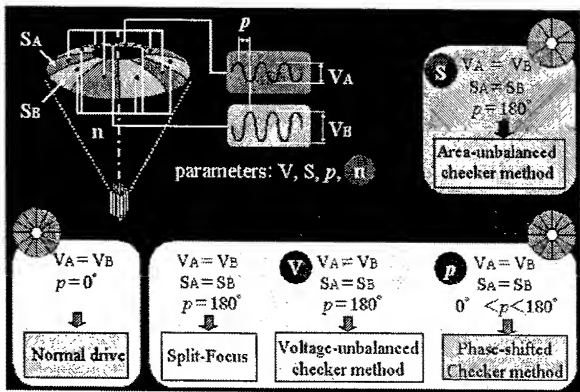 p
SA
SB
VA
VB
n
parameters: V, S, p, n
S
VA = VB
SA = SB
p = 180°
Area-unbalanced
checker method
VA = VB
p = 0°
Normal drive
VA = VB
SA = SB
p = 180°
Split-Focus
V
VA ≠ VB
SA = SB
p = 180°
Voltage-unbalanced
checker method
p
VA = VB
SA = SB
0° < p < 180°
Phase-shifted
Checker method